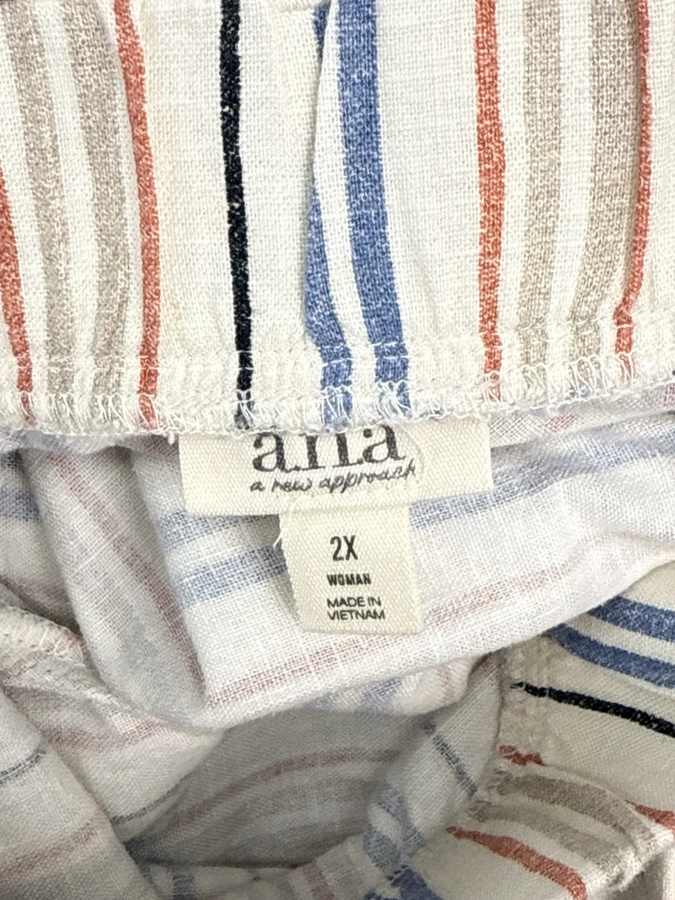 a.n.a
a new approach
2X
WOMAN
MADE IN
VIETNAM